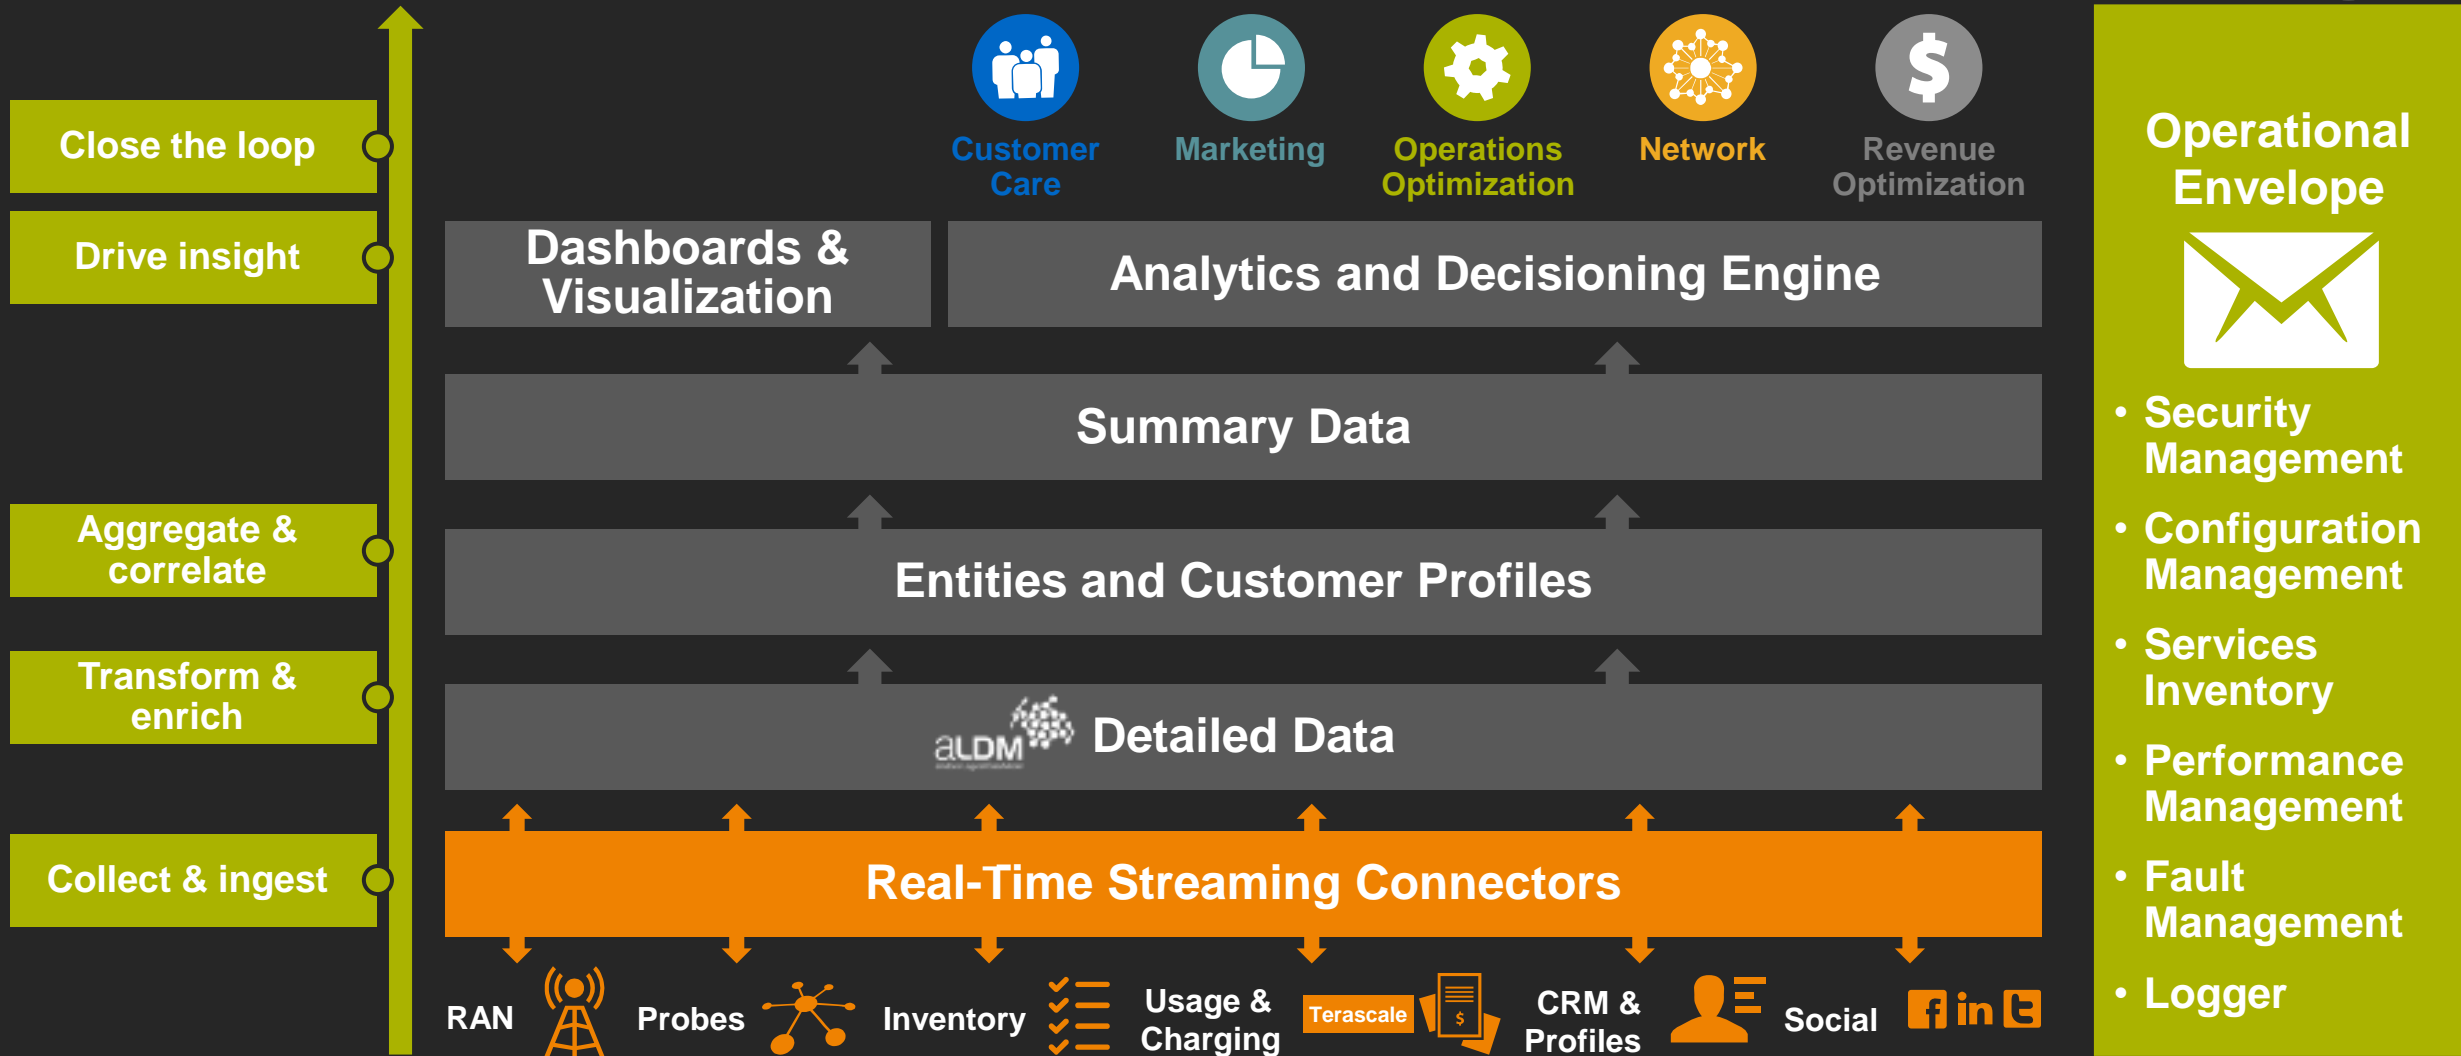 Close the loop
Drive insight
Aggregate &
correlate
Transform &
enrich
Collect & ingest
Customer
Care
Marketing
Operations
Optimization
Network
Revenue
Optimization
Dashboards &
Visualization
Analytics and Decisioning Engine
Summary Data
Entities and Customer Profiles
aLDM
Detailed Data
Real-Time Streaming Connectors
RAN
Probes
Inventory
Usage &
Charging
Terascale
$
CRM &
Profiles
Social
f in t
Operational
Envelope
• Security
Management
• Configuration
Management
• Services
Inventory
• Performance
Management
• Fault
Management
• Logger